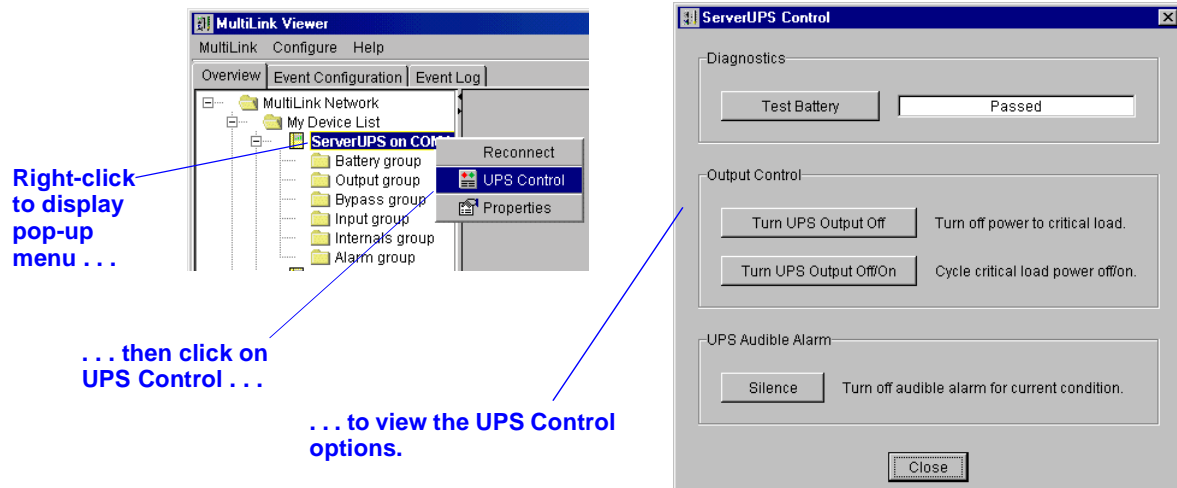 MultiLink Viewer
MultiLink Configure Help
Overview Event Configuration Event Log
MultiLink Network
My Device List
ServerUPS on
Battery group
Output group
Bypass group
Input group
Internals group
Alarm group
Reconnect
UPS Control
Properties
Right-click
to display
pop-up
menu . . .
. . . then click on
UPS Control . . .
. . . to view the UPS Control
options.
ServerUPS Control
Diagnostics
Test Battery Passed
Output Control
Turn UPS Output Off Turn off power to critical load.
Turn UPS Output Off/On Cycle critical load power off/on.
UPS Audible Alarm
Silence Turn off audible alarm for current condition.
Close